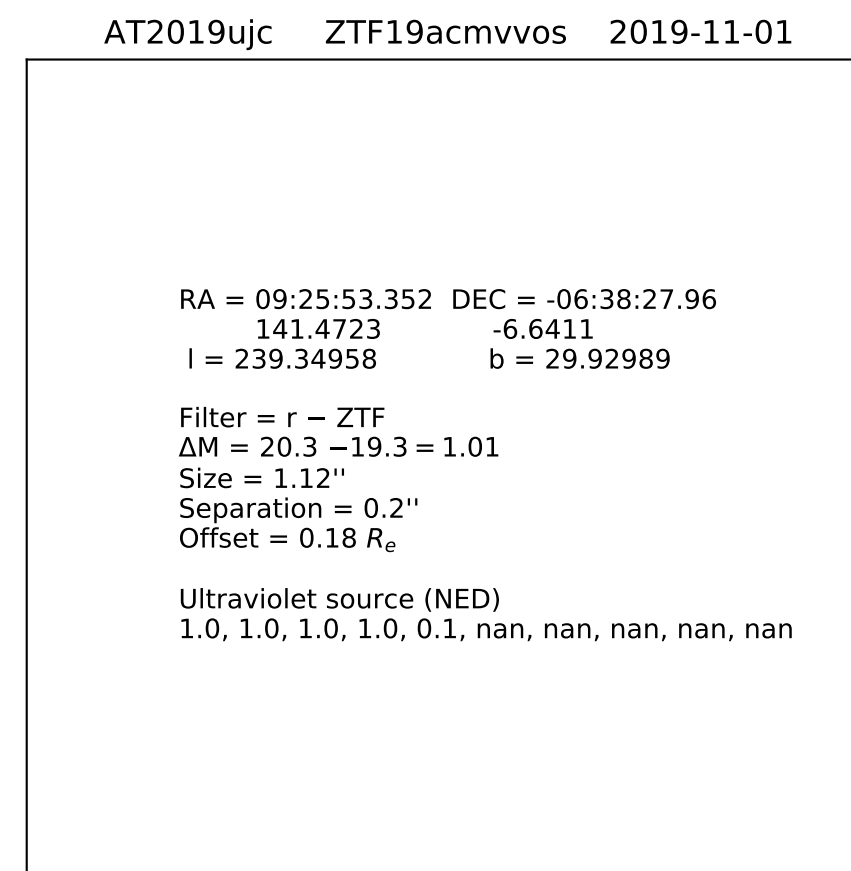 AT2019ujc ZTF19acmvvos 2019-11-01
RA = 09:25:53.352 DEC = -06:38:27.96
141.4723 -6.6411
l = 239.34958 b = 29.92989
Filter = r − ZTF
ΔM = 20.3 −19.3 = 1.01
Size = 1.12''
Separation = 0.2''
Offset = 0.18 Rₑ
Ultraviolet source (NED)
1.0, 1.0, 1.0, 1.0, 0.1, nan, nan, nan, nan, nan